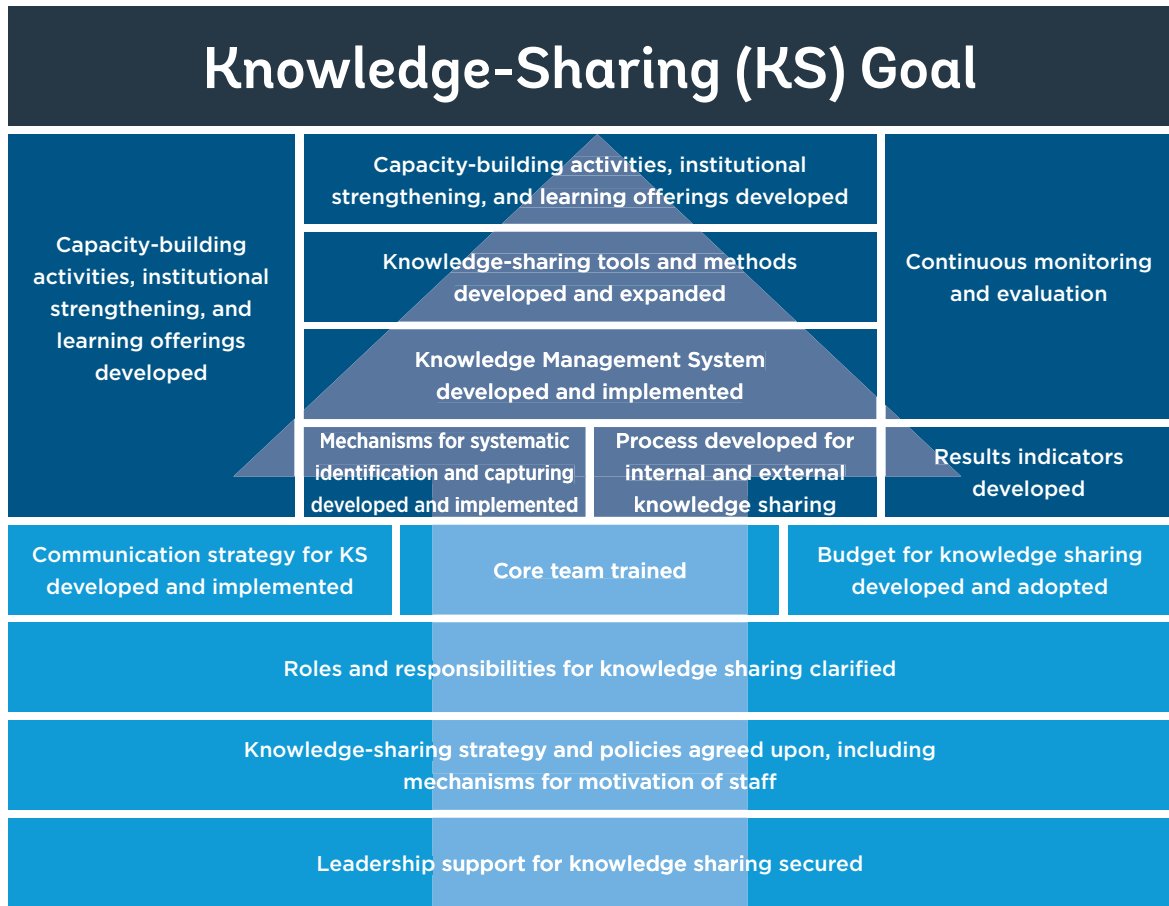 Knowledge-Sharing (KS) Goal
Capacity-building
activities, institutional
strengthening, and
learning offerings
developed
Capacity-building activities, institutional
strengthening, and learning offerings developed
Knowledge-sharing tools and methods
developed and expanded
Knowledge Management System
developed and implemented
Mechanisms for systematic
identification and capturing
developed and implemented
Process developed for
internal and external
knowledge sharing
Continuous monitoring
and evaluation
Results indicators
developed
Communication strategy for KS
developed and implemented
Core team trained
Budget for knowledge sharing
developed and adopted
Roles and responsibilities for knowledge sharing clarified
Knowledge-sharing strategy and policies agreed upon, including
mechanisms for motivation of staff
Leadership support for knowledge sharing secured